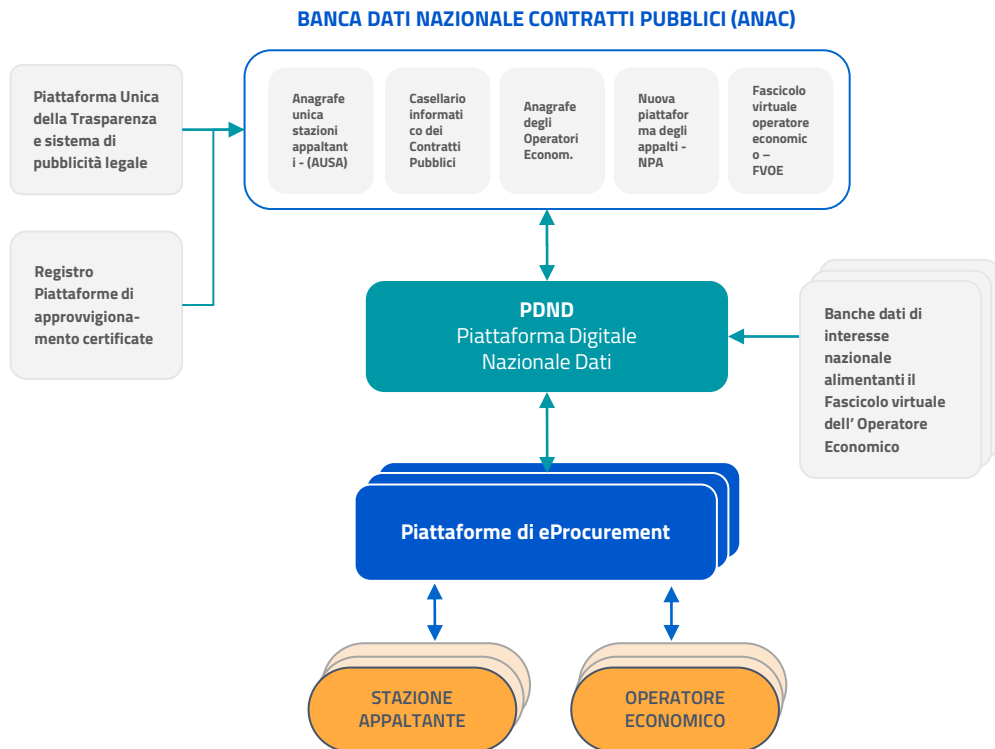 BANCA DATI NAZIONALE CONTRATTI PUBBLICI (ANAC)
Piattaforma Unica
della Trasparenza
e sistema di
pubblicità legale
Anagrafe
unica
stazioni
appaltant
i - (AUSA)
Casellario
informati
co dei
Contratti
Pubblici
Anagrafe
degli
Operatori
Econom.
Nuova
piattafor
ma degli
appalti -
NPA
Fascicolo
virtuale
operatore
economic
o –
FVOE
Registro
Piattaforme di
approvvigiona-
mento certificate
PDND
Piattaforma Digitale
Nazionale Dati
Banche dati di
interesse
nazionale
alimentanti il
Fascicolo virtuale
dell' Operatore
Economico
Piattaforme di eProcurement
STAZIONE
APPALTANTE
OPERATORE
ECONOMICO